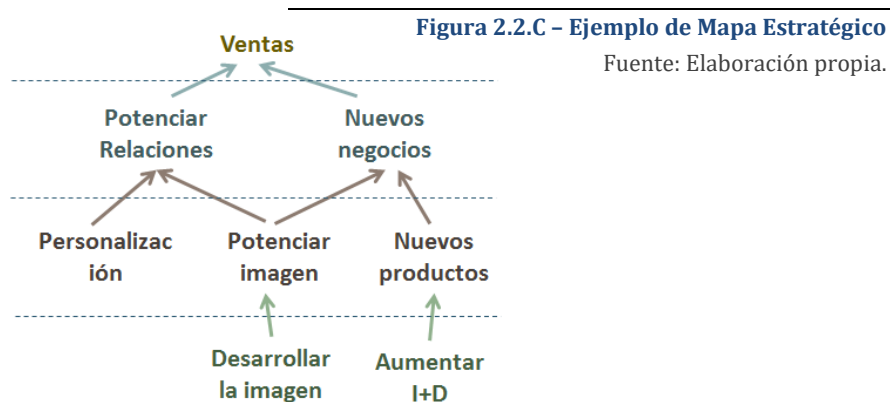 Figura 2.2.C – Ejemplo de Mapa Estratégico
Fuente: Elaboración propia.
Ventas
Potenciar
Relaciones
Nuevos
negocios
Personalizac
ión
Potenciar
imagen
Nuevos
productos
Desarrollar
la imagen
Aumentar
I+D